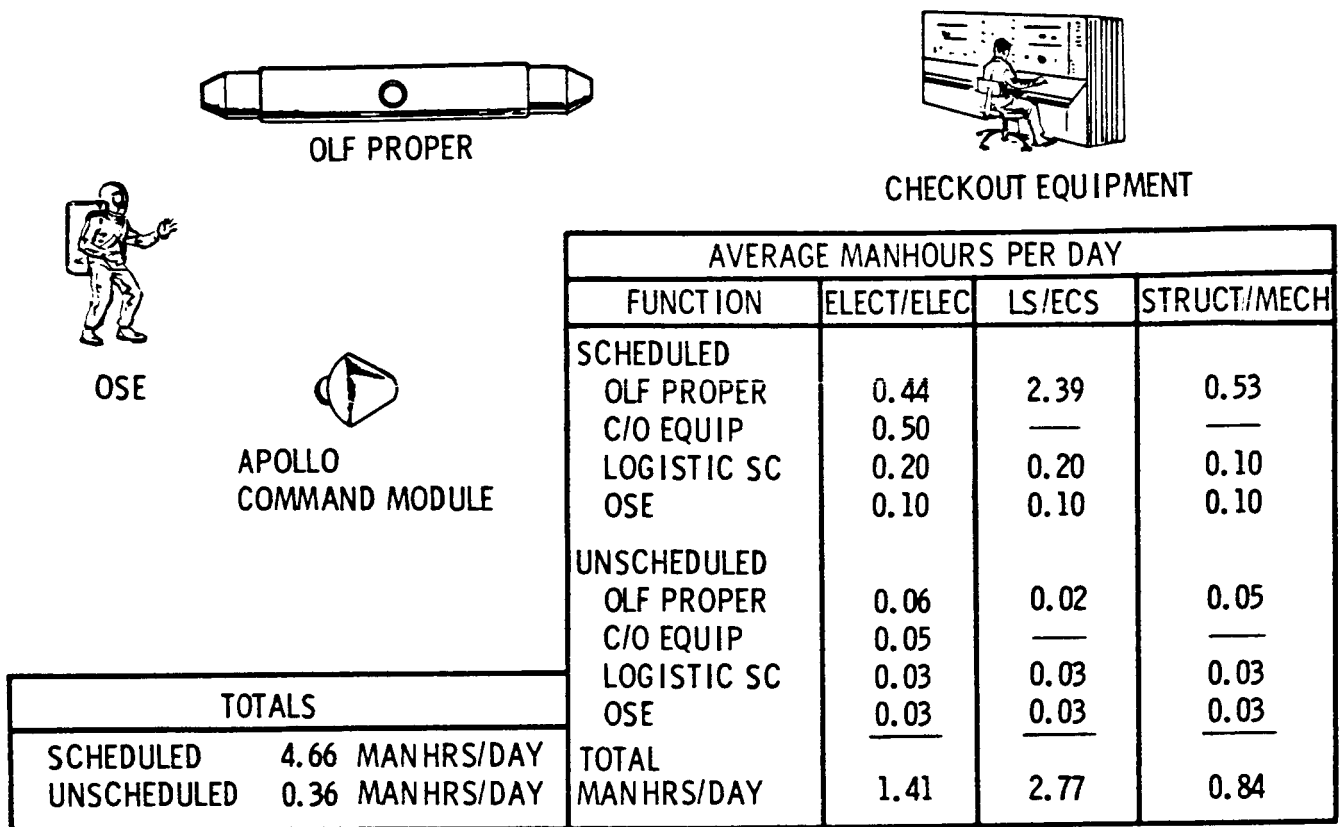 OLF PROPER
CHECKOUT EQUIPMENT
OSE
APOLLO
COMMAND MODULE
AVERAGE MANHOURS PER DAY
FUNCTION ELECT/ELEC LS/ECS STRUCT/MECH
SCHEDULED
OLF PROPER 0.44 2.39 0.53
C/O EQUIP 0.50 — —
LOGISTIC SC 0.20 0.20 0.10
OSE 0.10 0.10 0.10
UNSCHEDULED
OLF PROPER 0.06 0.02 0.05
C/O EQUIP 0.05 — —
LOGISTIC SC 0.03 0.03 0.03
OSE 0.03 0.03 0.03
TOTAL
MANHRS/DAY 1.41 2.77 0.84
TOTALS
SCHEDULED 4.66 MANHRS/DAY
UNSCHEDULED 0.36 MANHRS/DAY